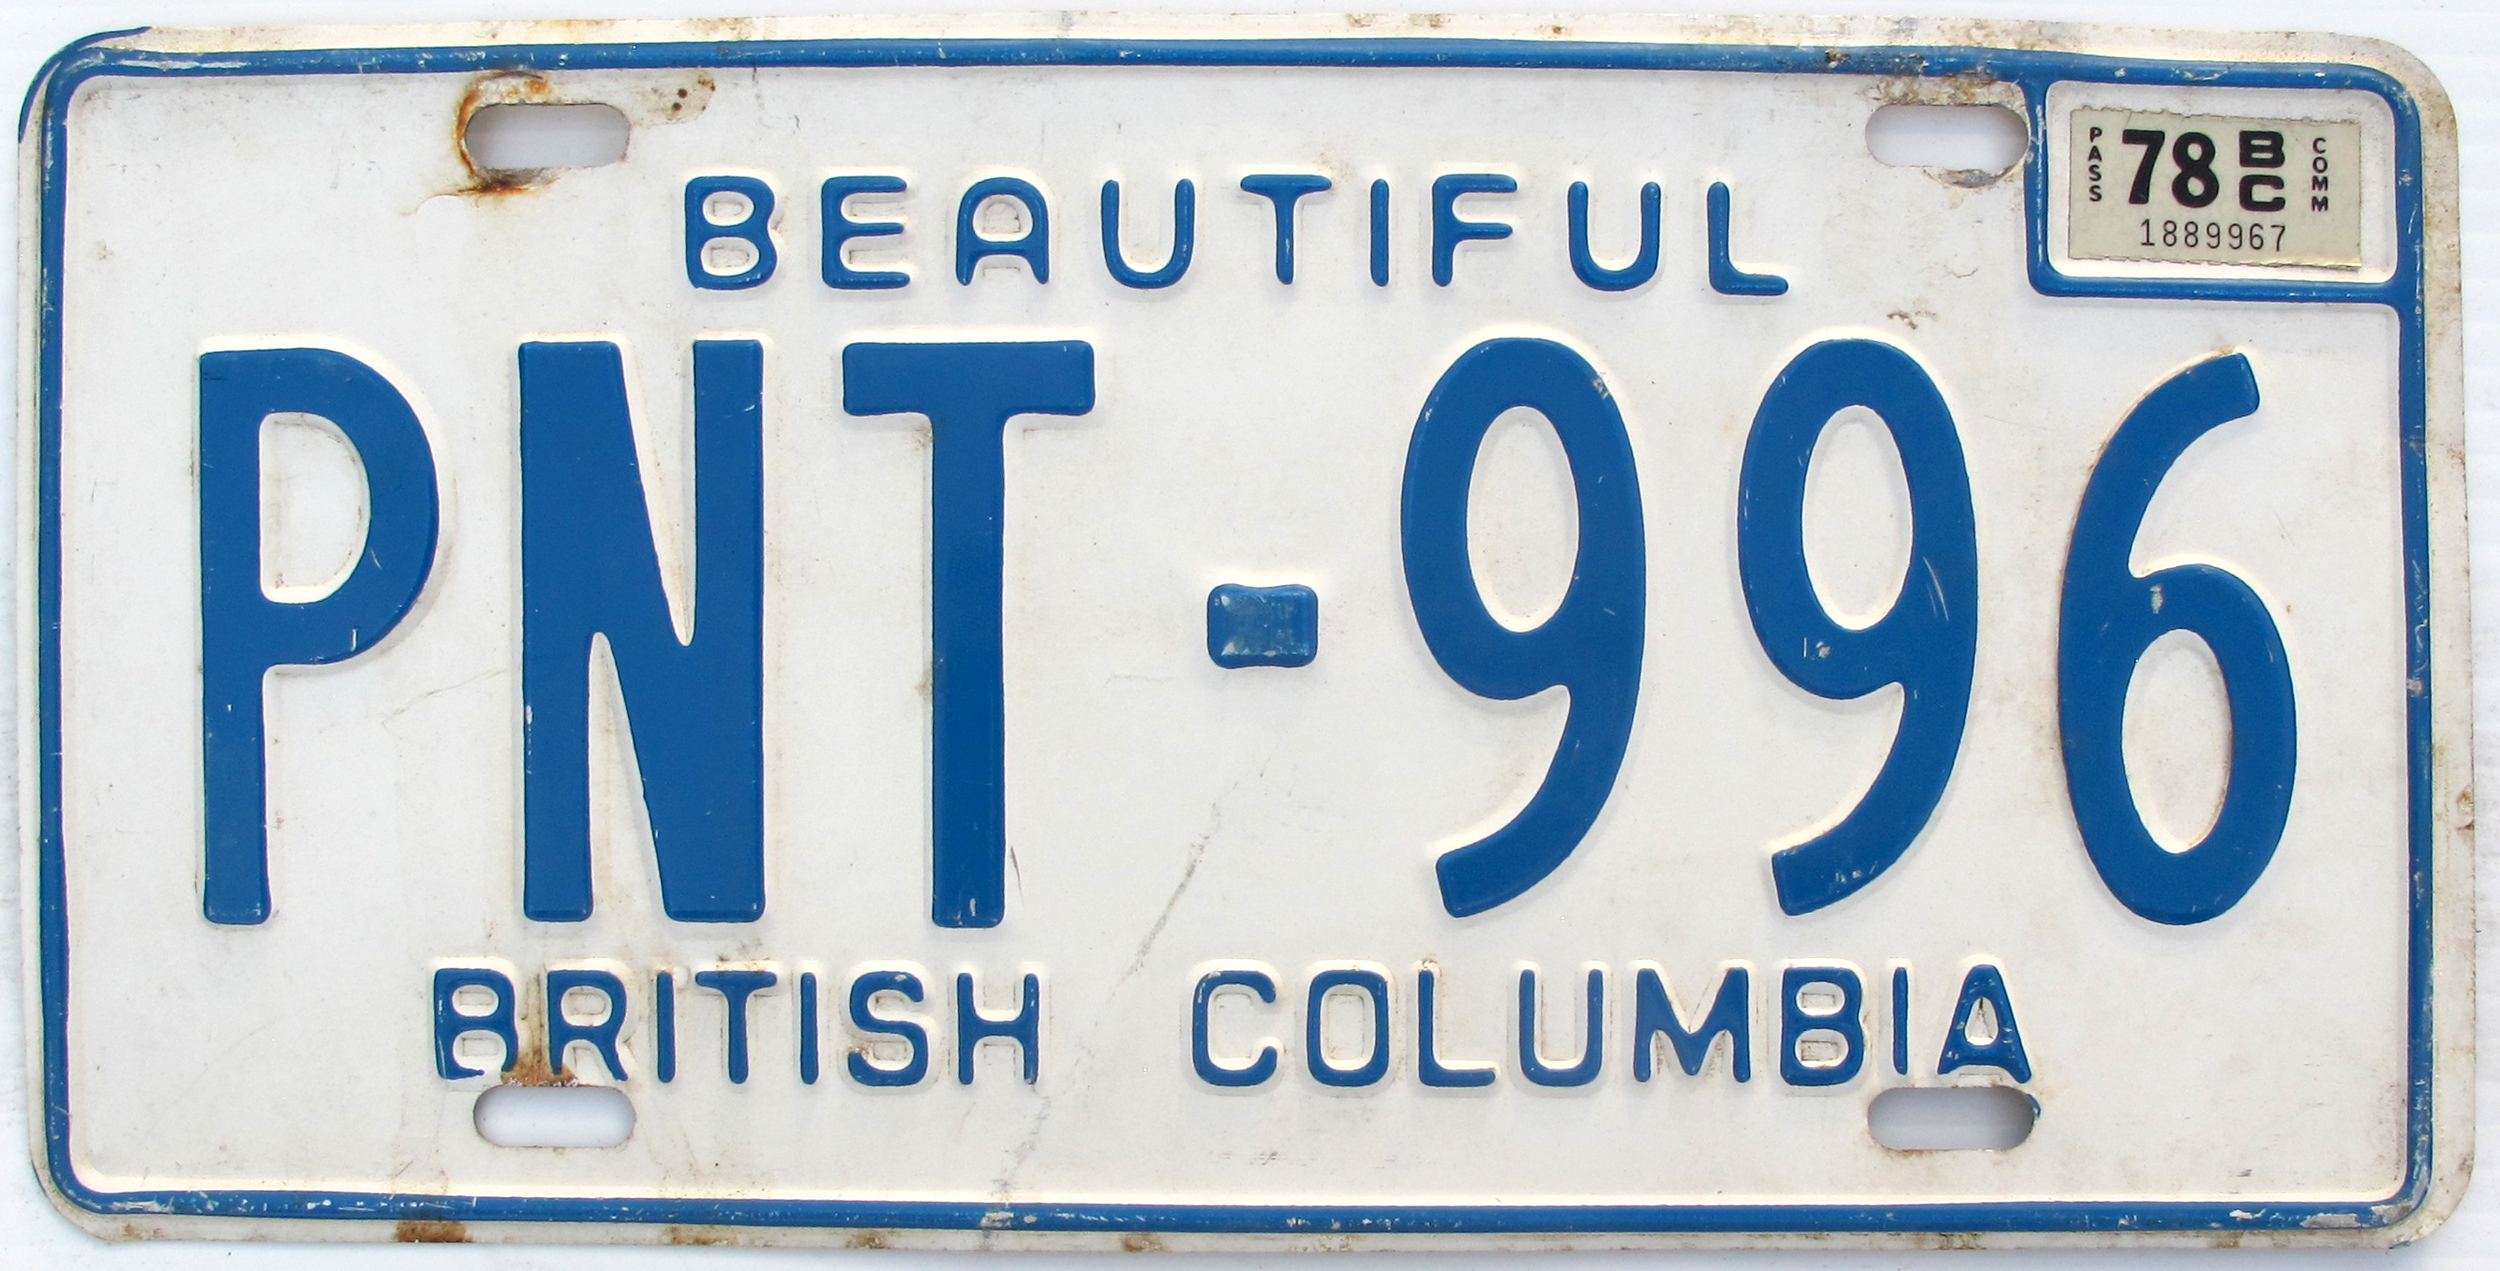 BEAUTIFUL
PASS 78 BC COMM
1889967
PNT-996
BRITISH COLUMBIA